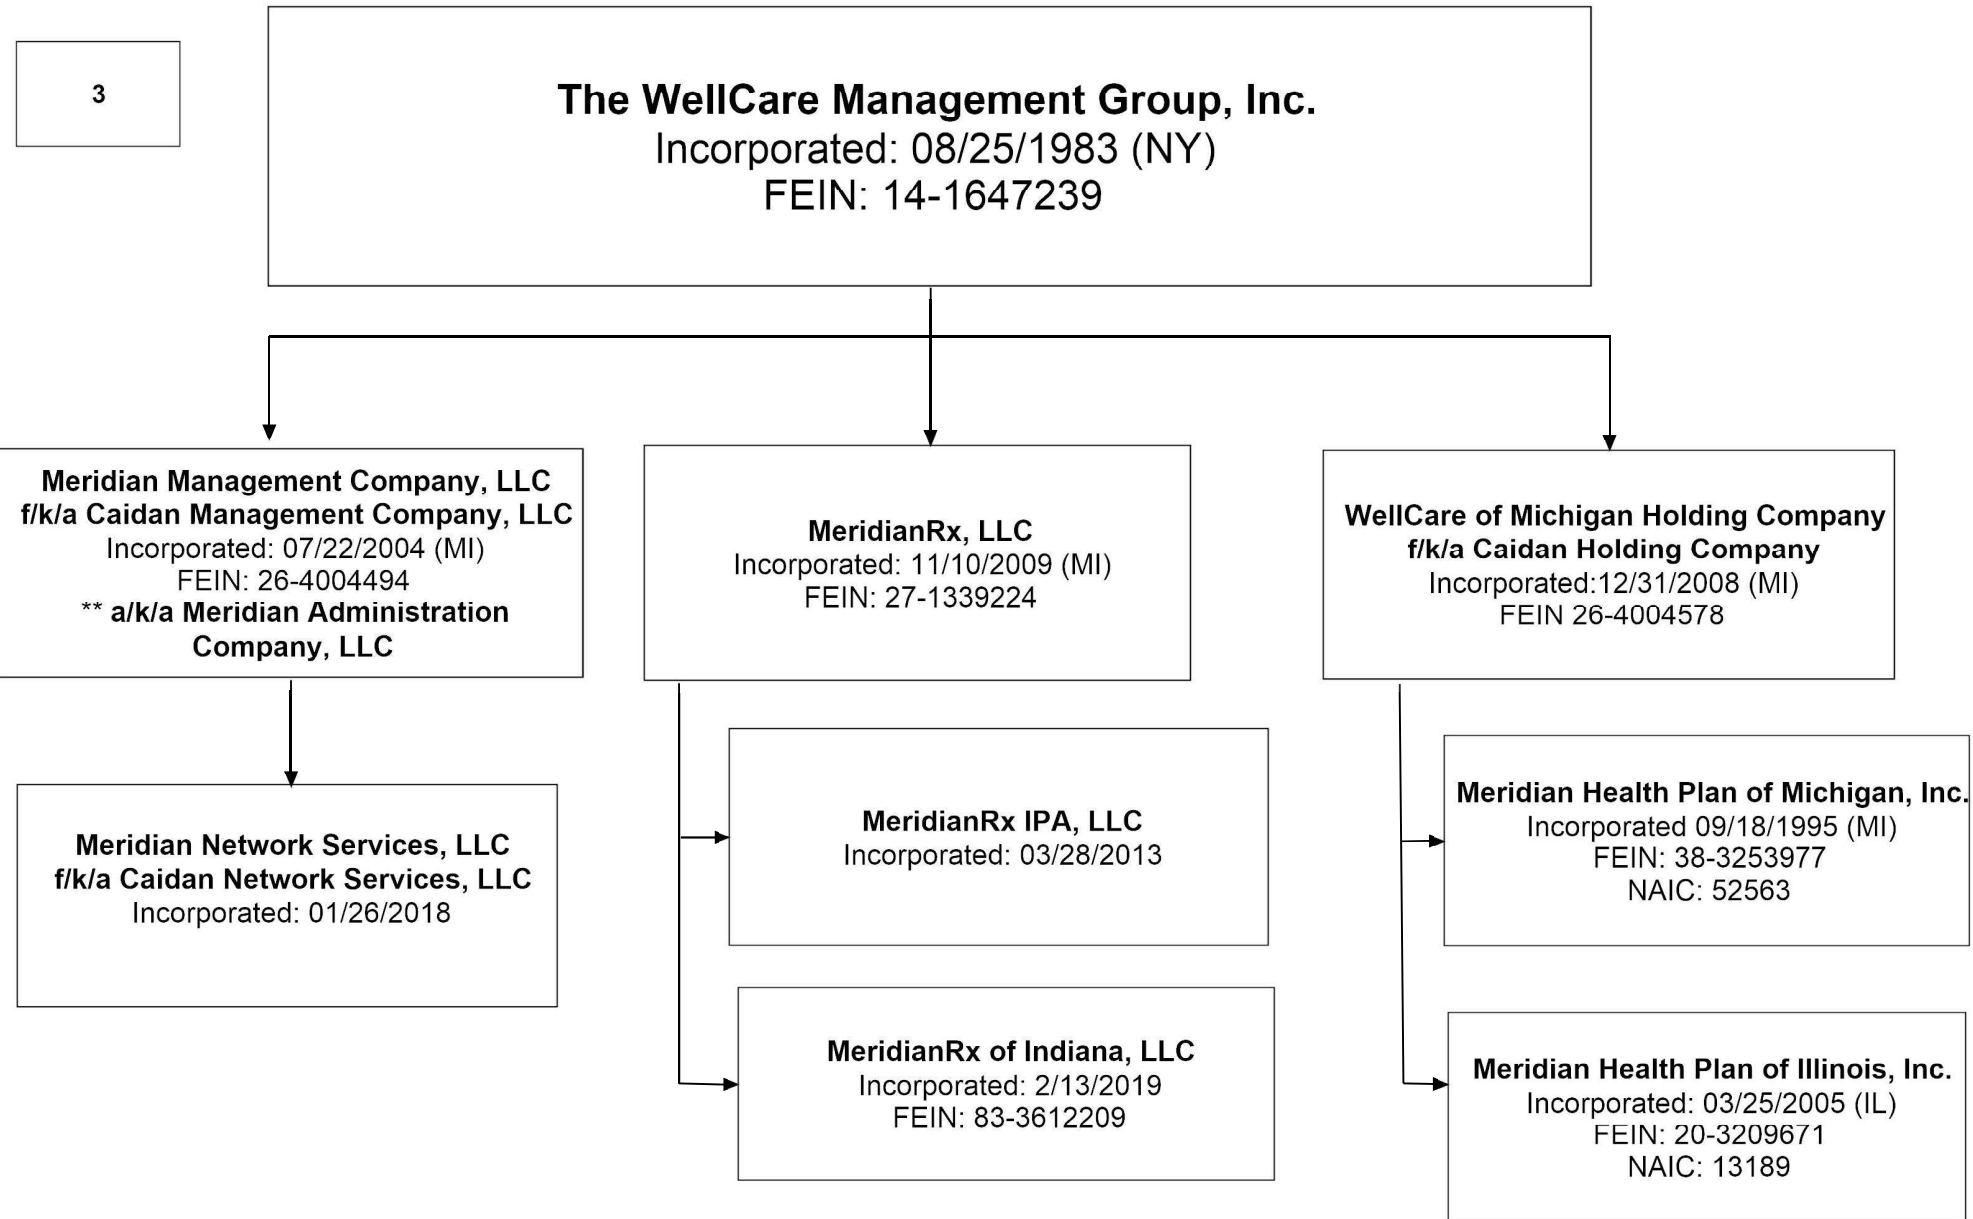 3
The WellCare Management Group, Inc.
Incorporated: 08/25/1983 (NY)
FEIN: 14-1647239
Meridian Management Company, LLC
f/k/a Caidan Management Company, LLC
Incorporated: 07/22/2004 (MI)
FEIN: 26-4004494
** a/k/a Meridian Administration
Company, LLC
MeridianRx, LLC
Incorporated: 11/10/2009 (MI)
FEIN: 27-1339224
WellCare of Michigan Holding Company
f/k/a Caidan Holding Company
Incorporated:12/31/2008 (MI)
FEIN 26-4004578
Meridian Network Services, LLC
f/k/a Caidan Network Services, LLC
Incorporated: 01/26/2018
MeridianRx IPA, LLC
Incorporated: 03/28/2013
Meridian Health Plan of Michigan, Inc.
Incorporated 09/18/1995 (MI)
FEIN: 38-3253977
NAIC: 52563
MeridianRx of Indiana, LLC
Incorporated: 2/13/2019
FEIN: 83-3612209
Meridian Health Plan of Illinois, Inc.
Incorporated: 03/25/2005 (IL)
FEIN: 20-3209671
NAIC: 13189